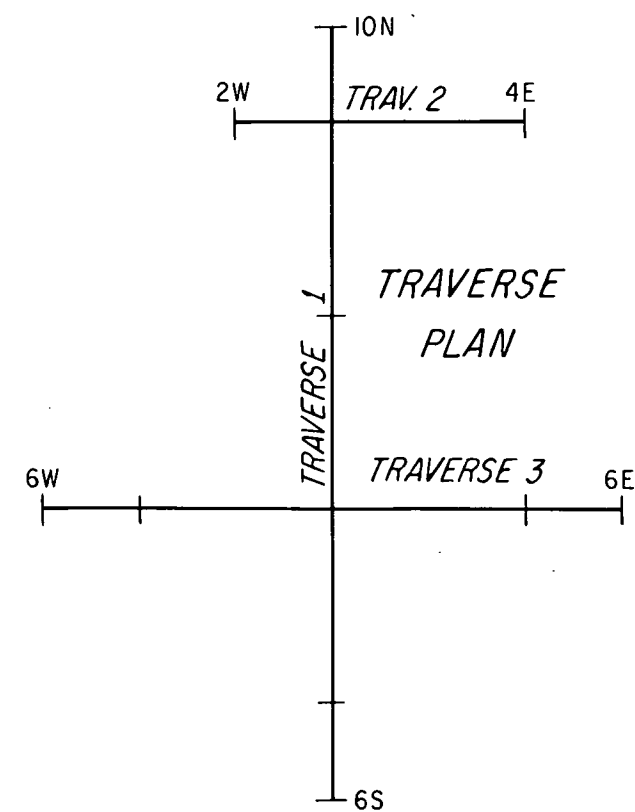 10N
2W TRAV. 2 4E
TRAVERSE
PLAN
TRAVERSE 1
6W TRAVERSE 3 6E
6S